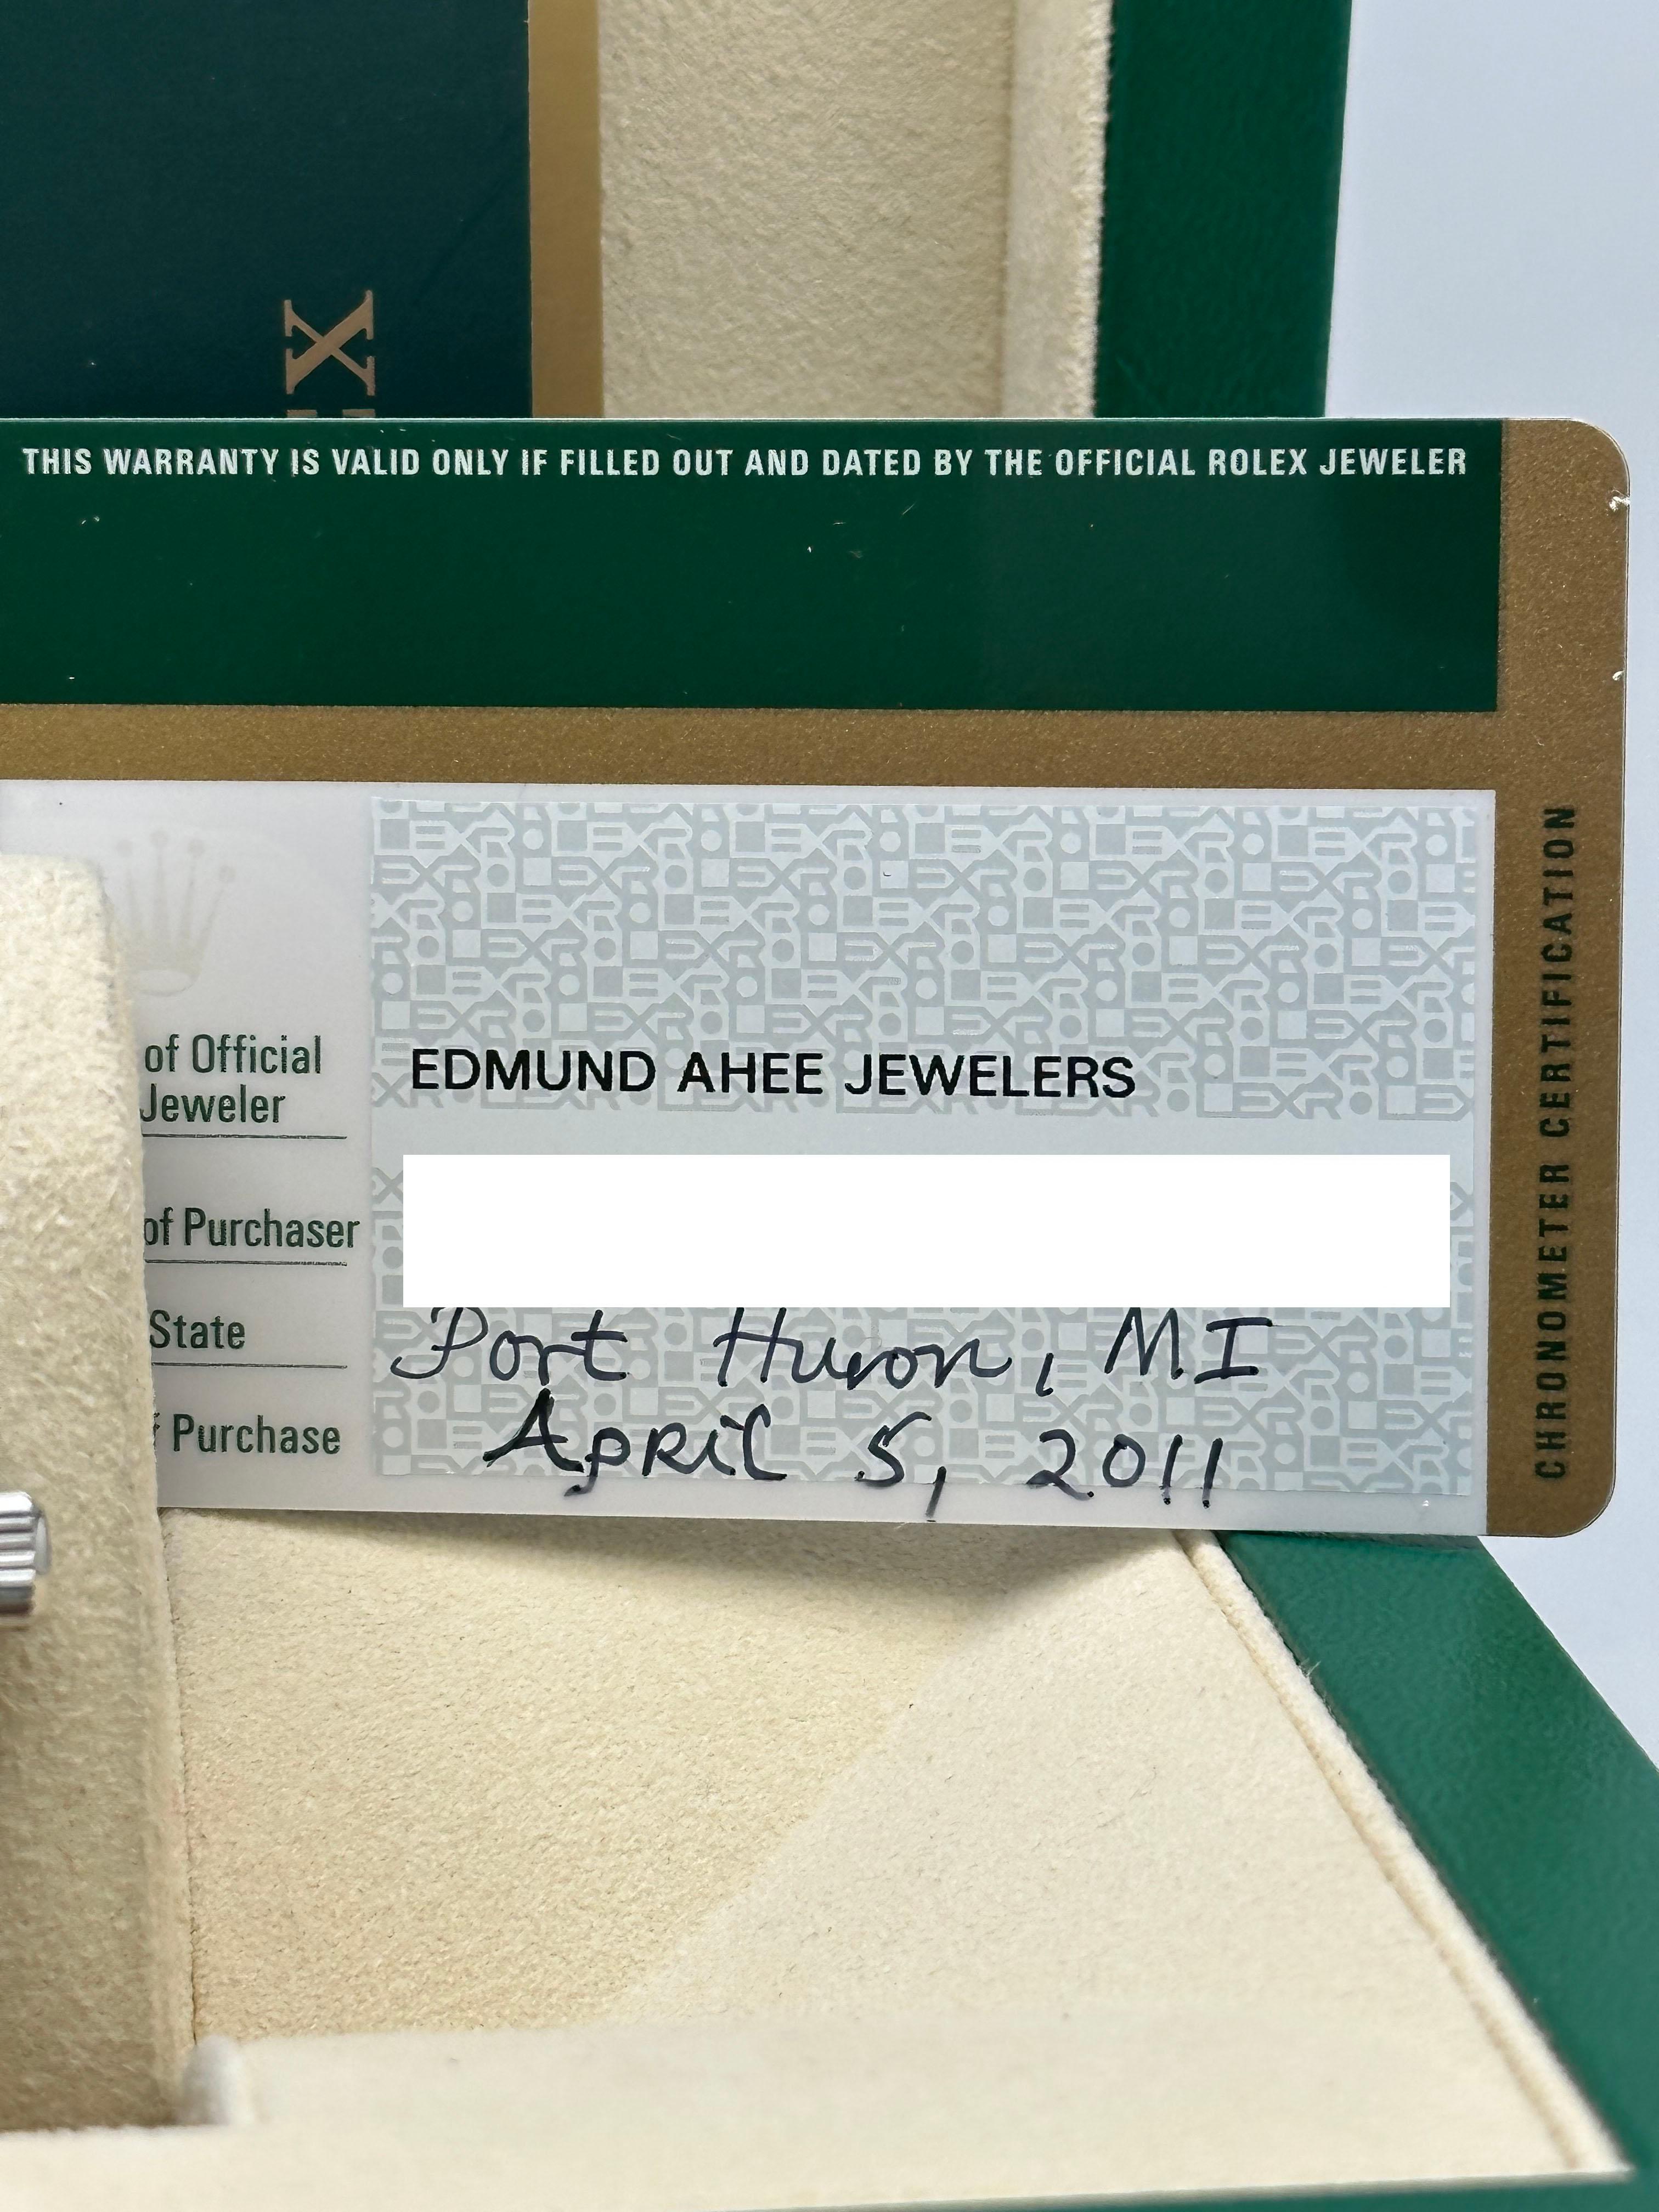 X
THIS WARRANTY IS VALID ONLY IF FILLED OUT AND DATED BY THE OFFICIAL ROLEX JEWELER
of Official
Jeweler
EDMUND AHEE JEWELERS
of Purchaser
State
Port Huron, MI
Purchase
April 5, 2011
CHRONOMETER CERTIFICATION